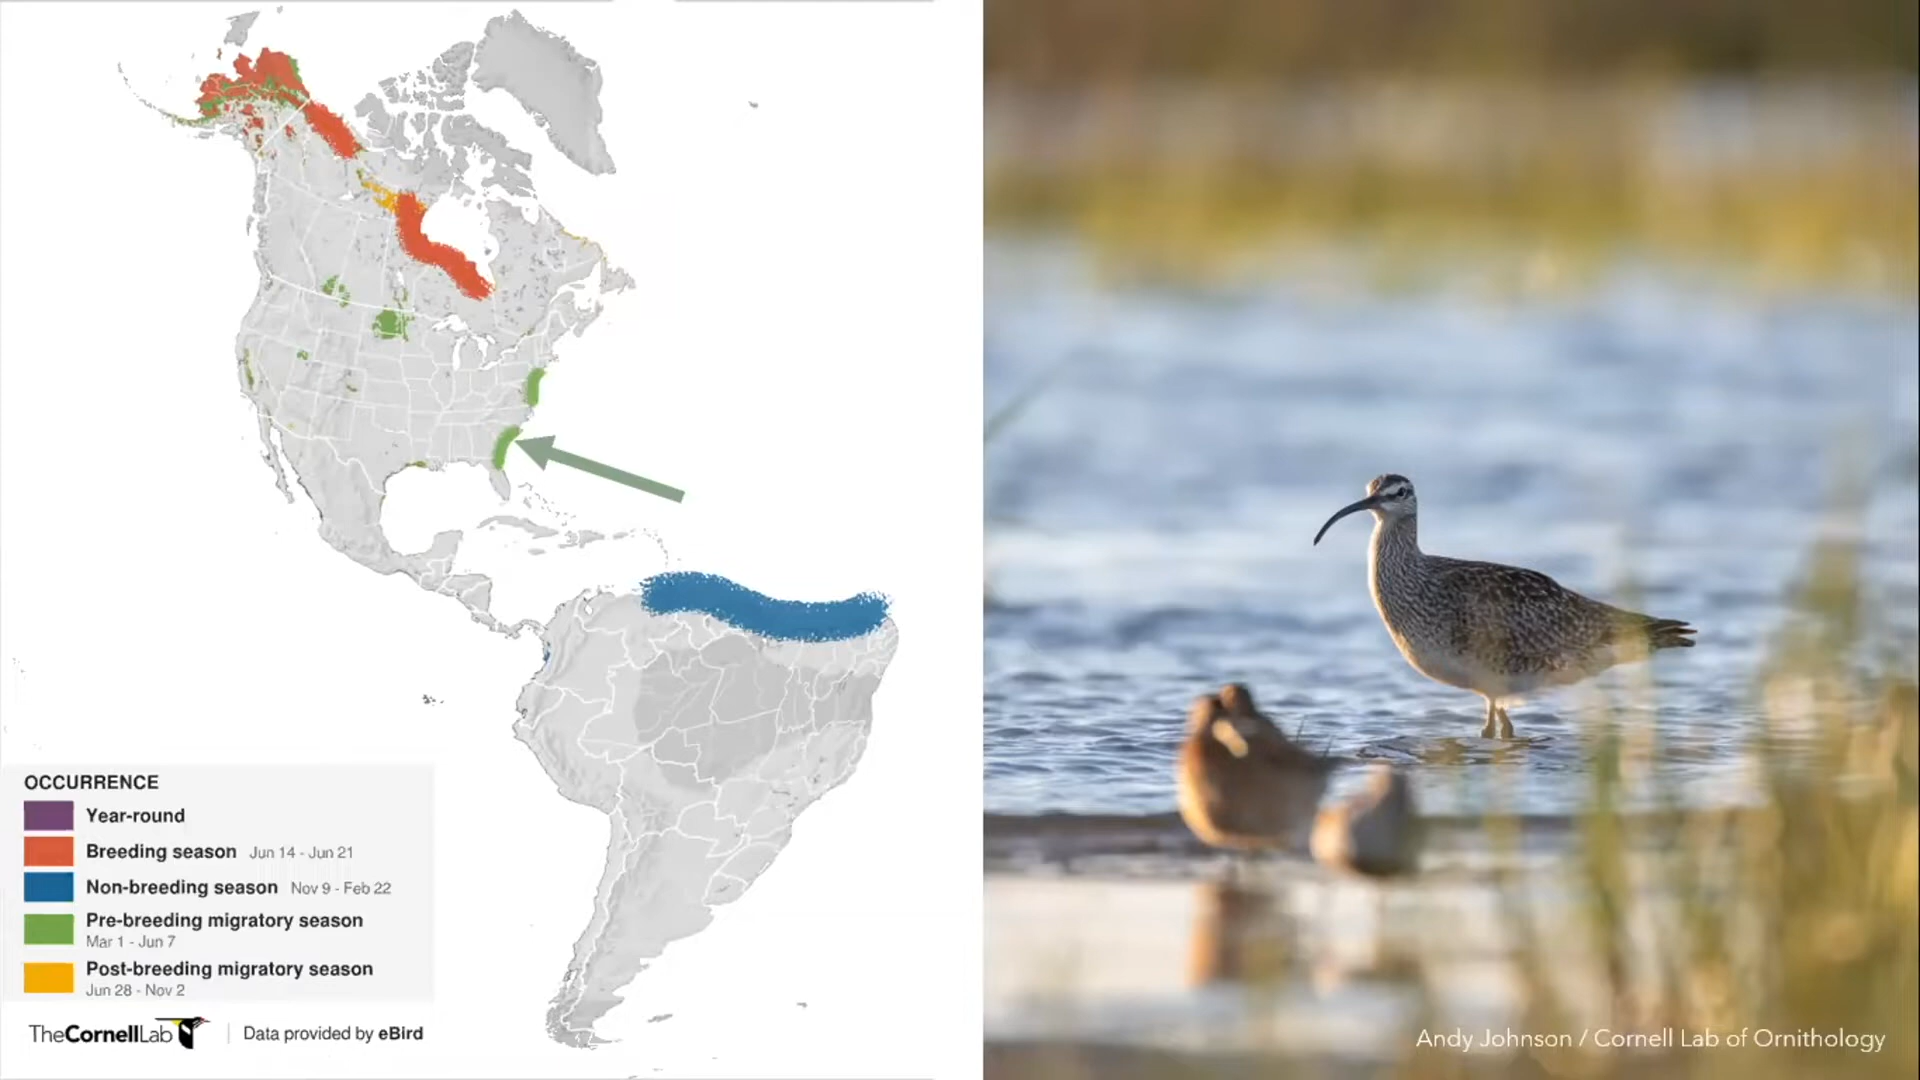 OCCURRENCE
Year-round
Breeding season Jun 14 - Jun 21
Non-breeding season Nov 9 - Feb 22
Pre-breeding migratory season
Mar 1 - Jun 7
Post-breeding migratory season
Jun 28 - Nov 2
TheCornellLab | Data provided by eBird
Andy Johnson / Cornell Lab of Ornithology